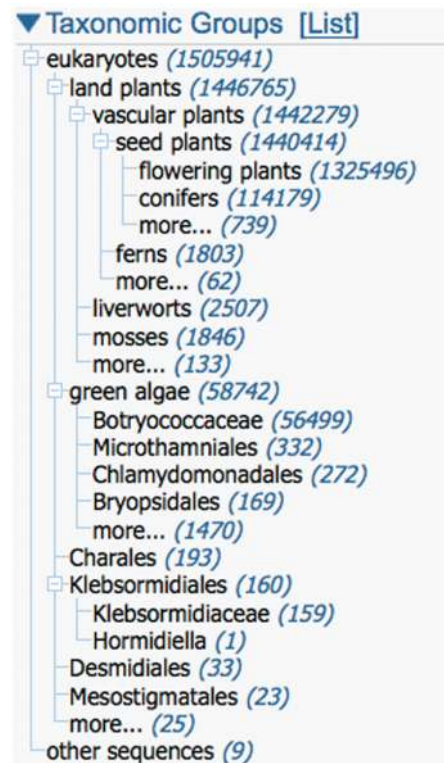 ▼Taxonomic Groups [List]
eukaryotes (1505941)
land plants (1446765)
vascular plants (1442279)
seed plants (1440414)
flowering plants (1325496)
conifers (114179)
more... (739)
ferns (1803)
more... (62)
liverworts (2507)
mosses (1846)
more... (133)
green algae (58742)
Botryococcaceae (56499)
Microthamniales (332)
Chlamydomonadales (272)
Bryopsidales (169)
more... (1470)
Charales (193)
Klebsormidiales (160)
Klebsormidiaceae (159)
Hormidiella (1)
Desmidiales (33)
Mesostigmatales (23)
more... (25)
other sequences (9)